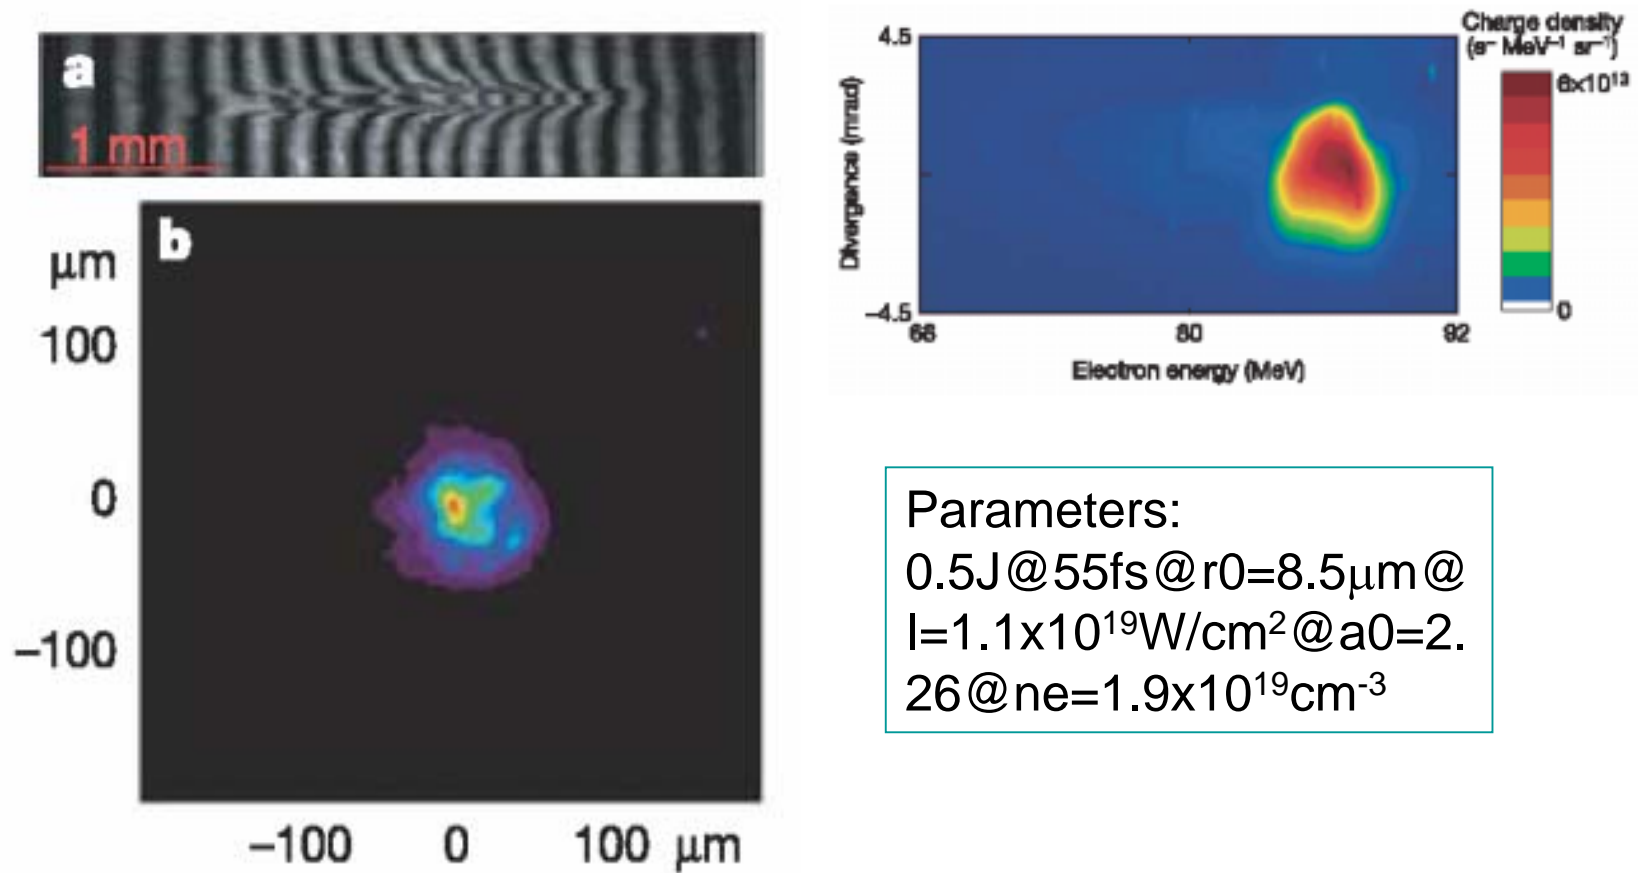 a
1 mm
b
μm
100
0
−100
−100 0 100 μm
Charge density
(e− MeV−1 sr−1)
6x10¹³
0
4.5
Divergence (mrad)
−4.5
68 80 92
Electron energy (MeV)
Parameters:
0.5J@55fs@r0=8.5μm@
I=1.1x10¹⁹W/cm²@a0=2.
26@ne=1.9x10¹⁹cm⁻³